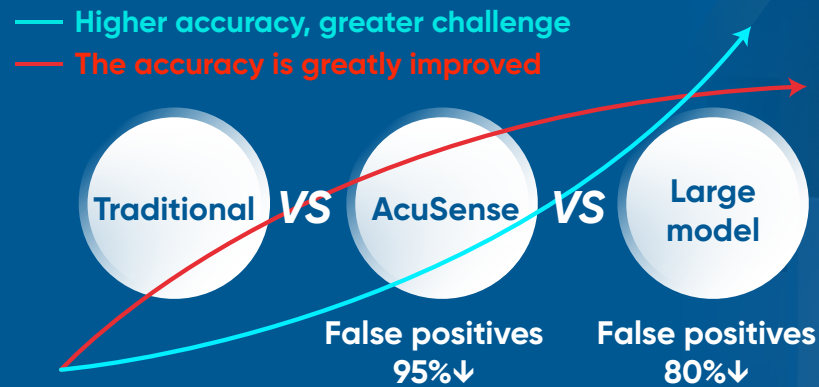 Higher accuracy, greater challenge
The accuracy is greatly improved
Traditional VS AcuSense VS Large model
False positives 95%↓
False positives 80%↓